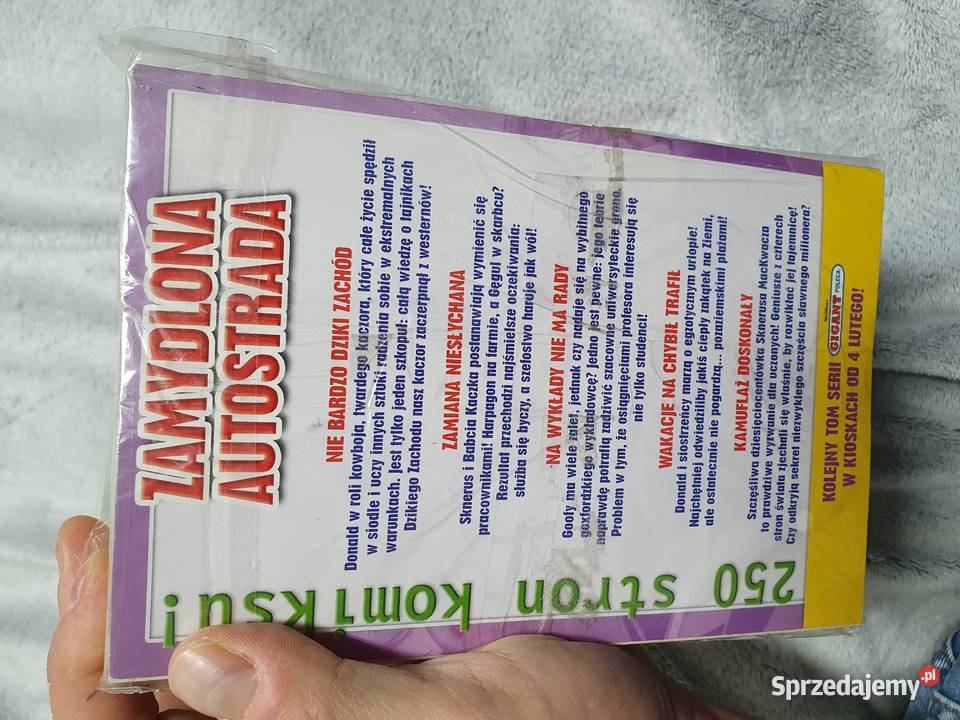 ZAMYDLONA
AUTOSTRADA
NIE BARDZO DZIKI ZACHÓD
Donald w roli kowboja, twardego kaczora, który całe życie spędził
w siodle i uczy innych sztuki radzenia sobie w ekstremalnych
warunkach. Jest tylko jeden szkopuł: całą wiedzę o tajnikach
Dzikiego Zachodu nasz kaczor zaczerpnął z westernów!
ZAMIANA NIESŁYCHANA
Sknerus i Babcia Kaczka postanawiają wymienić się
pracownikami! Harpagon na farmie, a Gęgul w skarbcu?
Rezultat przechodzi najśmielsze oczekiwania:
służba się byczy, a szefostwo haruje jak wół!
NA WYKŁADY NIE MA RADY
Goofy ma wiele zalet, jednak czy nadaje się na wybitnego
goxfordzkiego wykładowcę? Jedno jest pewne: jego teorie
naprawdę potrafią zadziwić szacowne uniwersyteckie grono.
Problem w tym, że osiągnięciami profesora interesują się
nie tylko studenci!
WAKACJE NA CHYBIŁ TRAFIŁ
Donald i siostrzeńcy marzą o egzotycznym urlopie!
Najchętniej odwiedziliby jakiś ciepły zakątek na Ziemi,
ale ostatecznie nie pogardzą... pozaziemskimi plażami!
KAMUFLAŻ DOSKONAŁY
Szczęśliwa dziesięciocentówka Sknerusa MacKwacza
to prawdziwe wyzwanie dla uczonych! Geniusze z czterech
stron świata zjechali się właśnie, by rozwikłać jej tajemnicę!
Czy odkryją sekret niezwykłego szczęścia sławnego milionera?
250 stron komiksu!
GIGANT POLECA
KOLEJNY TOM SERII
W KIOSKACH OD 4 LUTEGO!
Sprzedajemy.pl